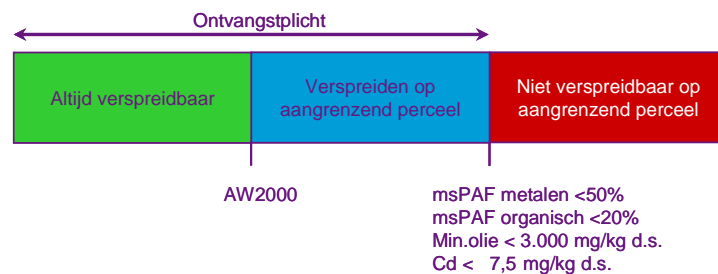 Ontvangstplicht
Altijd verspreidbaar
Verspreiden op
aangrenzend perceel
Niet verspreidbaar op
aangrenzend perceel
AW2000
msPAF metalen <50%
msPAF organisch <20%
Min.olie < 3.000 mg/kg d.s.
Cd < 7,5 mg/kg d.s.